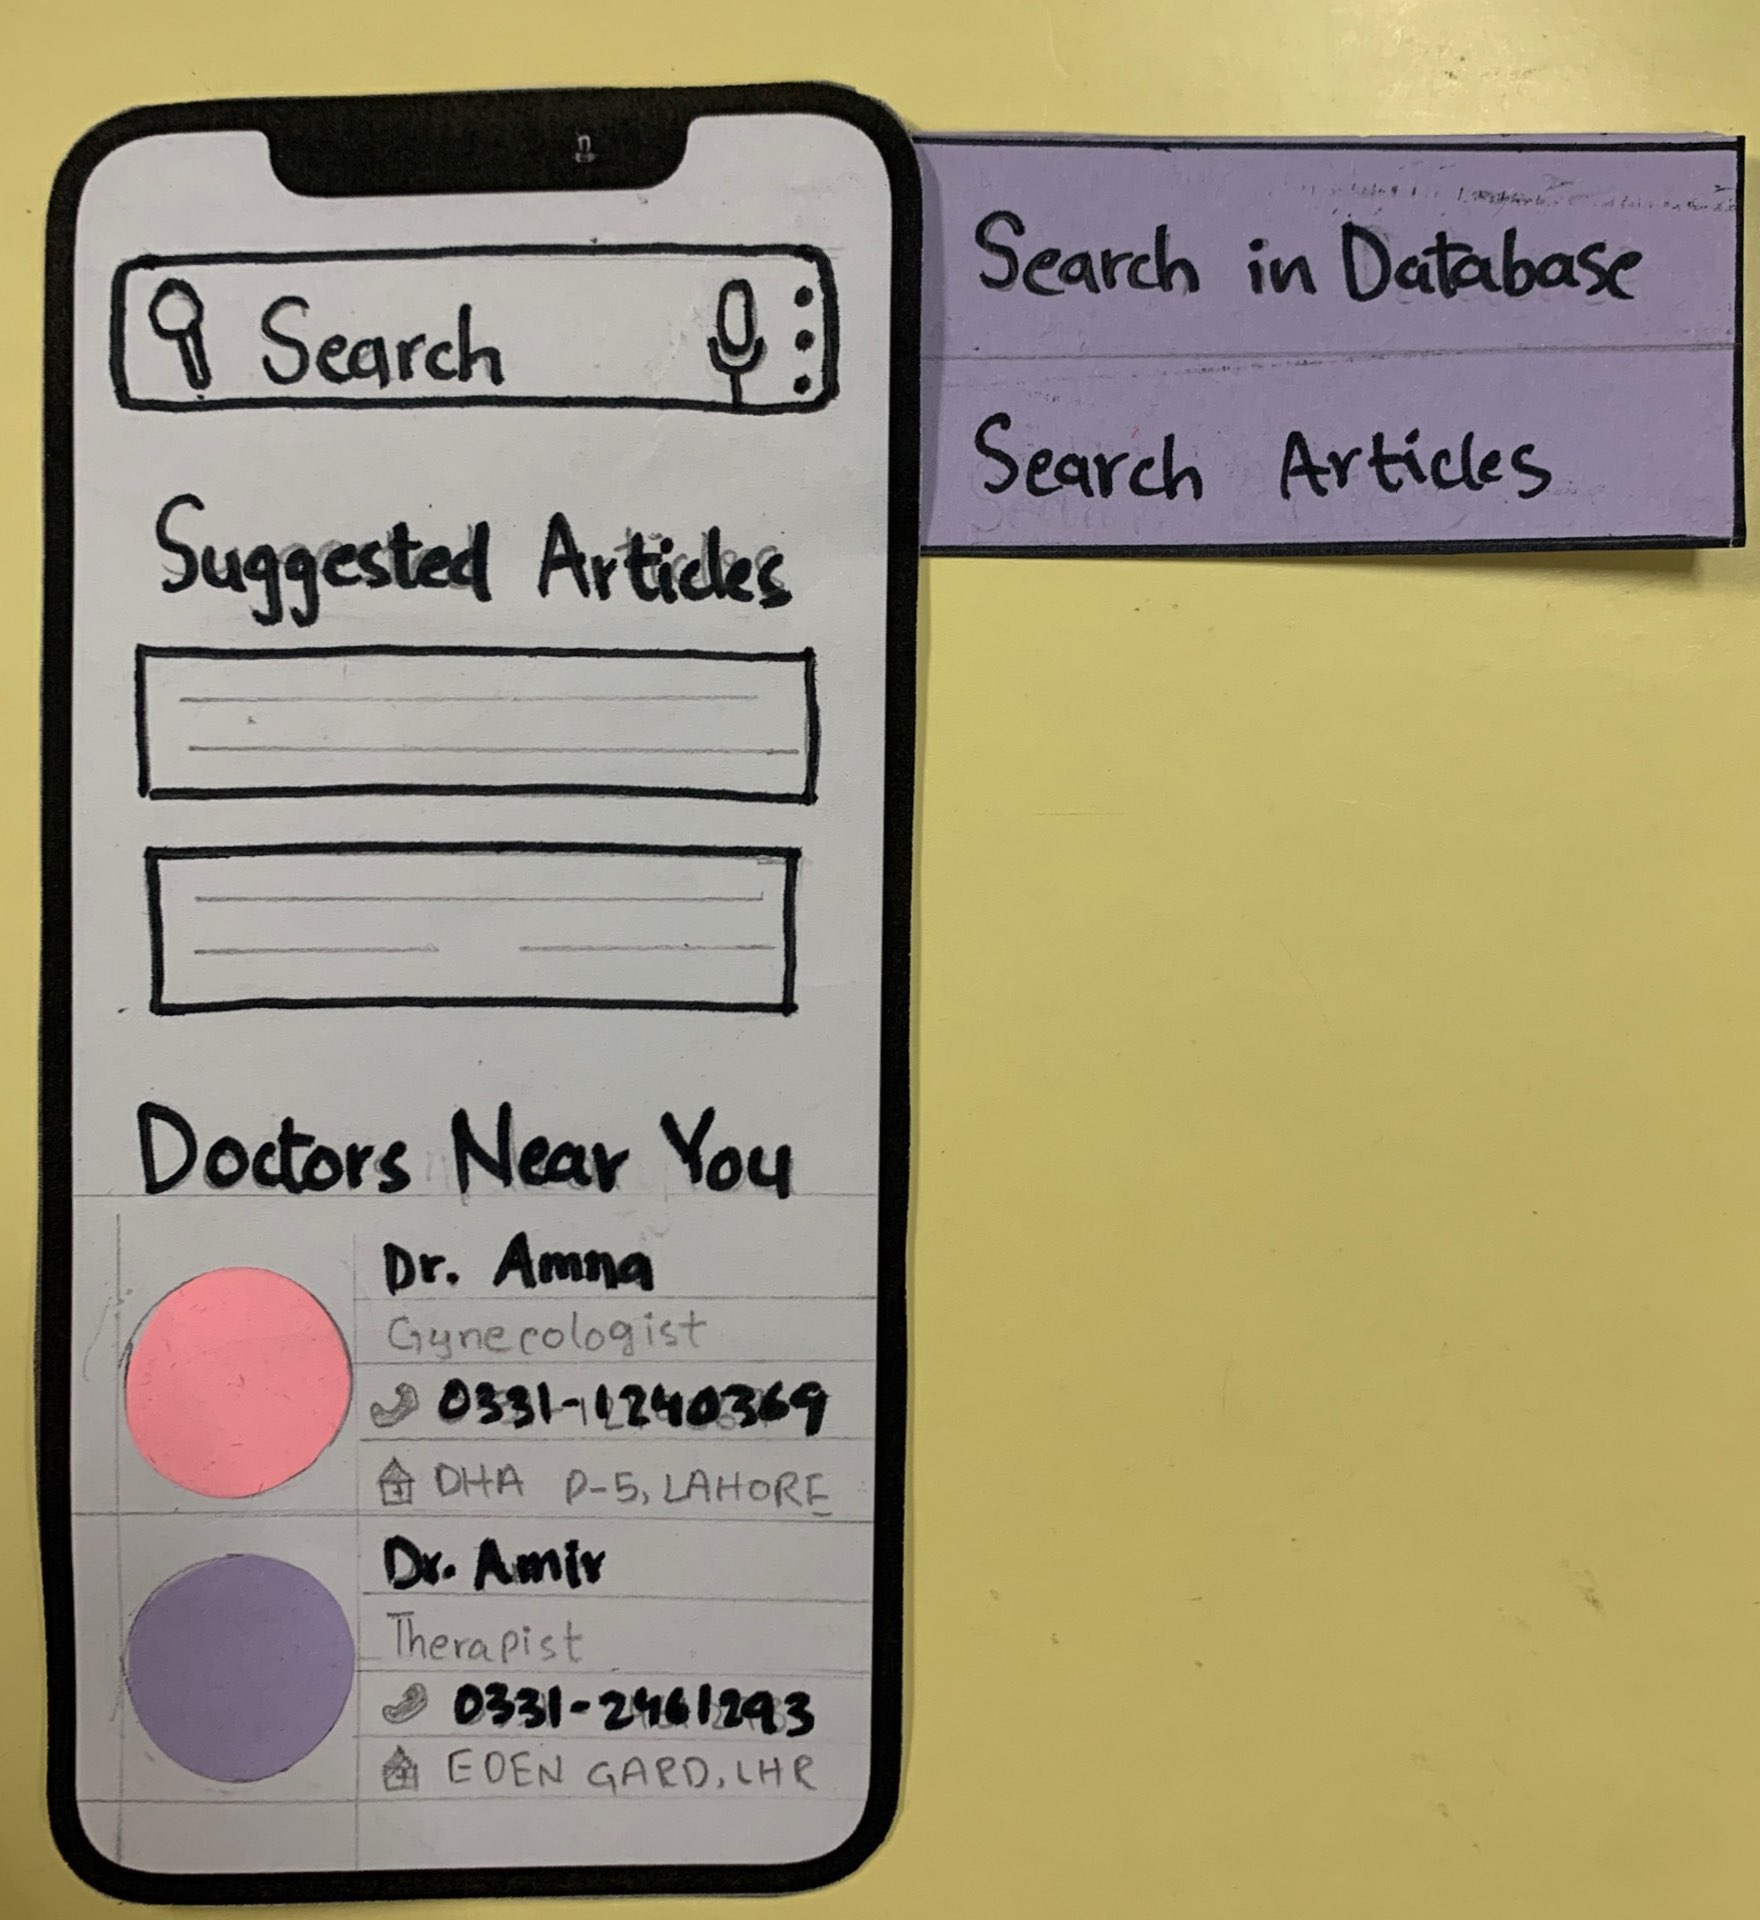 Search
Search in Database
Search Articles
Suggested Articles
Doctors Near You
Dr. Amna
Gynecologist
0331-1240369
DHA P-5, LAHORE
Dr. Amir
Therapist
0331-2461293
EDEN GARD, LHR